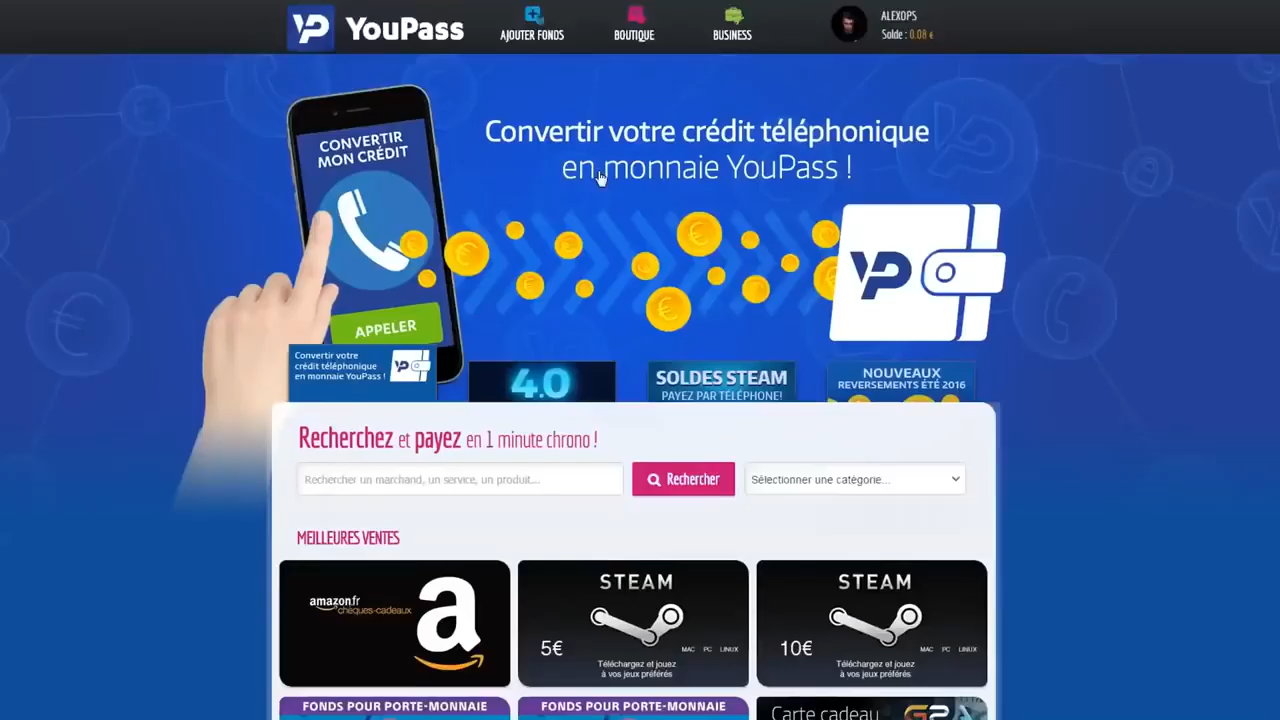 YouPass
AJOUTER FONDS
BOUTIQUE
BUSINESS
ALEXOPS
Solde : 0.08 €
CONVERTIR
MON CRÉDIT
APPELER
Convertir votre crédit téléphonique
en monnaie YouPass !
Convertir votre
crédit téléphonique
en monnaie YouPass !
4.0
SOLDES STEAM
PAYEZ PAR TÉLÉPHONE!
NOUVEAUX
REVERSEMENTS ÉTÉ 2016
Recherchez et payez en 1 minute chrono !
Rechercher un marchand, un service, un produit....
Rechercher
Sélectionner une catégorie...
MEILLEURES VENTES
amazon.fr
chèques-cadeaux
STEAM
5€
MAC PC LINUX
Téléchargez et jouez
à vos jeux préférés
STEAM
10€
MAC PC LINUX
Téléchargez et jouez
à vos jeux préférés
FONDS POUR PORTE-MONNAIE
FONDS POUR PORTE-MONNAIE
Carte cadeau
G2A